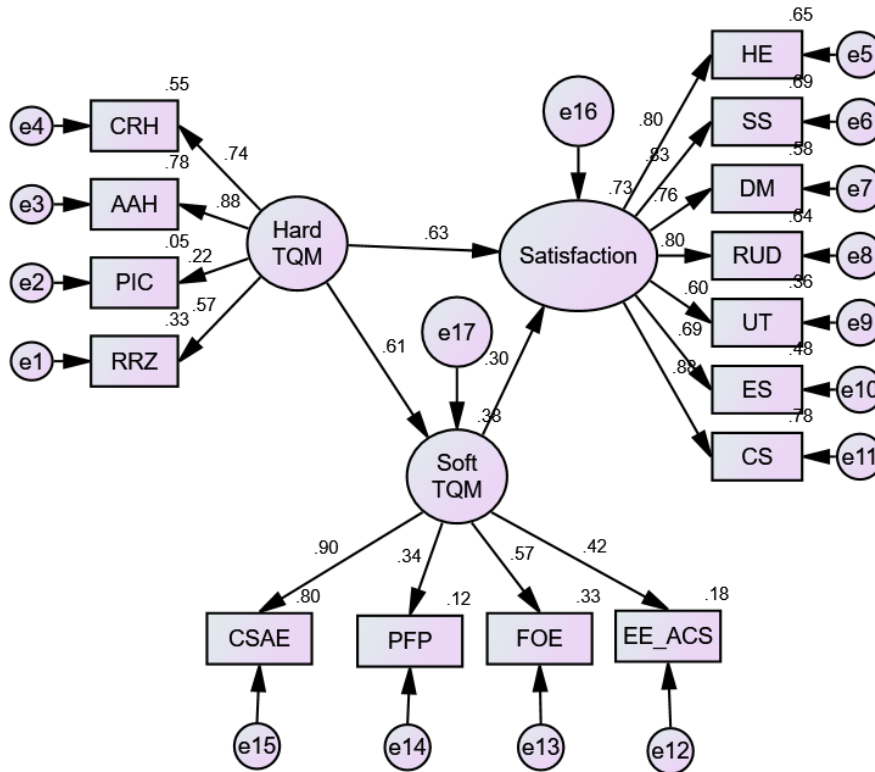 .65
HE
e5
.80
.69
SS
e6
.83
.58
DM
e7
.76
.64
RUD
e8
.80
.36
UT
e9
.60
.48
ES
e10
.69
.78
CS
e11
.88
e16
.73
Satisfaction
.55
e4
CRH
.74
.78
e3
AAH
.88
.05
e2
PIC
.22
.33
e1
RRZ
.57
Hard
TQM
.63
.61
e17
.30
.38
Soft
TQM
.90
.34
.57
.42
.80
CSAE
.12
PFP
.33
FOE
.18
EE_ACS
e15
e14
e13
e12